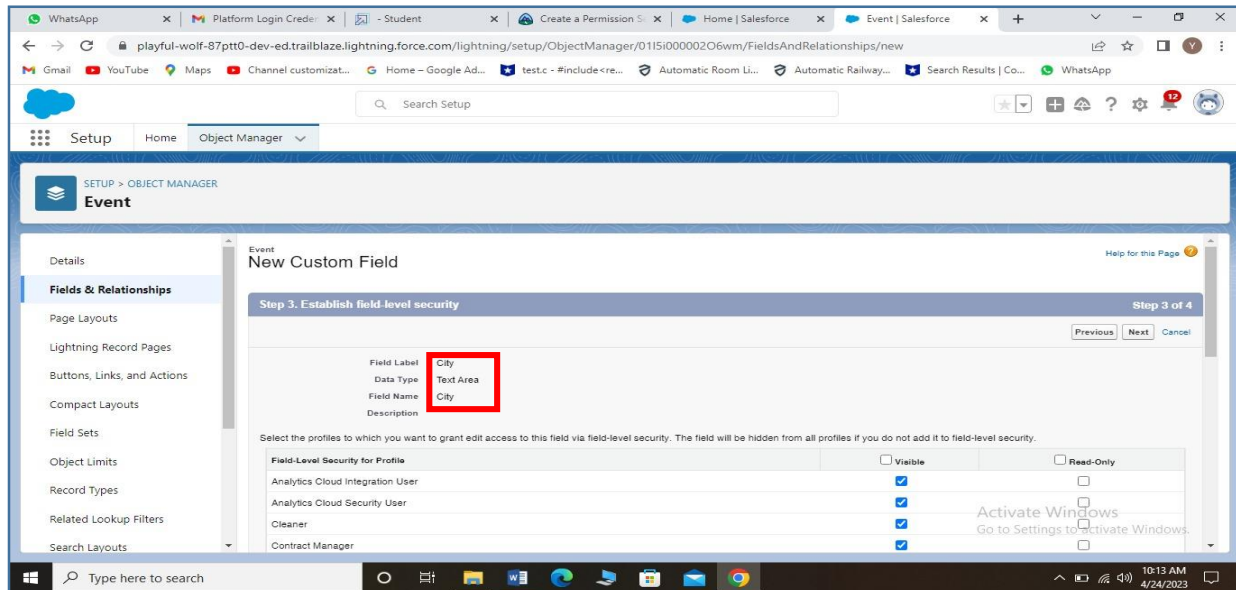 WhatsApp
Platform Login Creder
- Student
Create a Permission S
Home | Salesforce
Event | Salesforce
playful-wolf-87ptt0-dev-ed.trailblaze.lightning.force.com/lightning/setup/ObjectManager/01I5i000002O6wm/FieldsAndRelationships/new
Y
Gmail YouTube Maps Channel customizat... Home – Google Ad... test.c - #include<re... Automatic Room Li... Automatic Railway... Search Results | Co... WhatsApp
Search Setup
12
Setup Home Object Manager
SETUP > OBJECT MANAGER
Event
Details
Fields & Relationships
Page Layouts
Lightning Record Pages
Buttons, Links, and Actions
Compact Layouts
Field Sets
Object Limits
Record Types
Related Lookup Filters
Search Layouts
Event
New Custom Field
Help for this Page
Step 3. Establish field-level security Step 3 of 4
Previous Next Cancel
Field Label City
Data Type Text Area
Field Name City
Description
Select the profiles to which you want to grant edit access to this field via field-level security. The field will be hidden from all profiles if you do not add it to field-level security.
Field-Level Security for Profile Visible Read-Only
Analytics Cloud Integration User
Analytics Cloud Security User
Cleaner
Contract Manager
Activate Windows
Go to Settings to activate Windows.
Type here to search
10:13 AM
4/24/2023